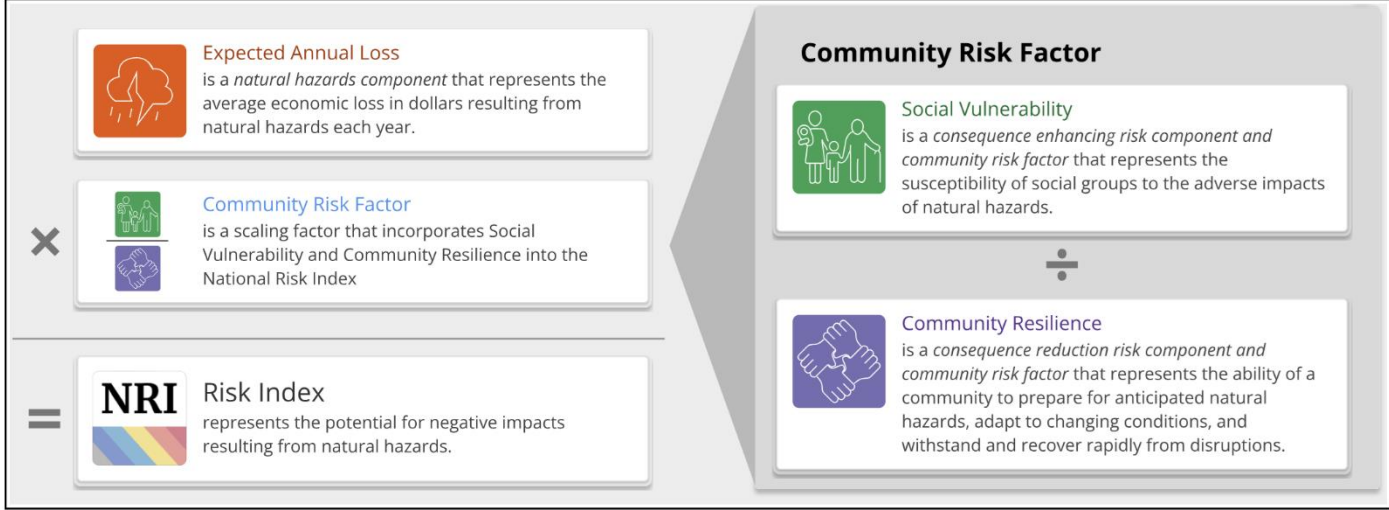 Expected Annual Loss
is a natural hazards component that represents the
average economic loss in dollars resulting from
natural hazards each year.
×
Community Risk Factor
is a scaling factor that incorporates Social
Vulnerability and Community Resilience into the
National Risk Index
=
NRI
Risk Index
represents the potential for negative impacts
resulting from natural hazards.
Community Risk Factor
Social Vulnerability
is a consequence enhancing risk component and
community risk factor that represents the
susceptibility of social groups to the adverse impacts
of natural hazards.
÷
Community Resilience
is a consequence reduction risk component and
community risk factor that represents the ability of a
community to prepare for anticipated natural
hazards, adapt to changing conditions, and
withstand and recover rapidly from disruptions.